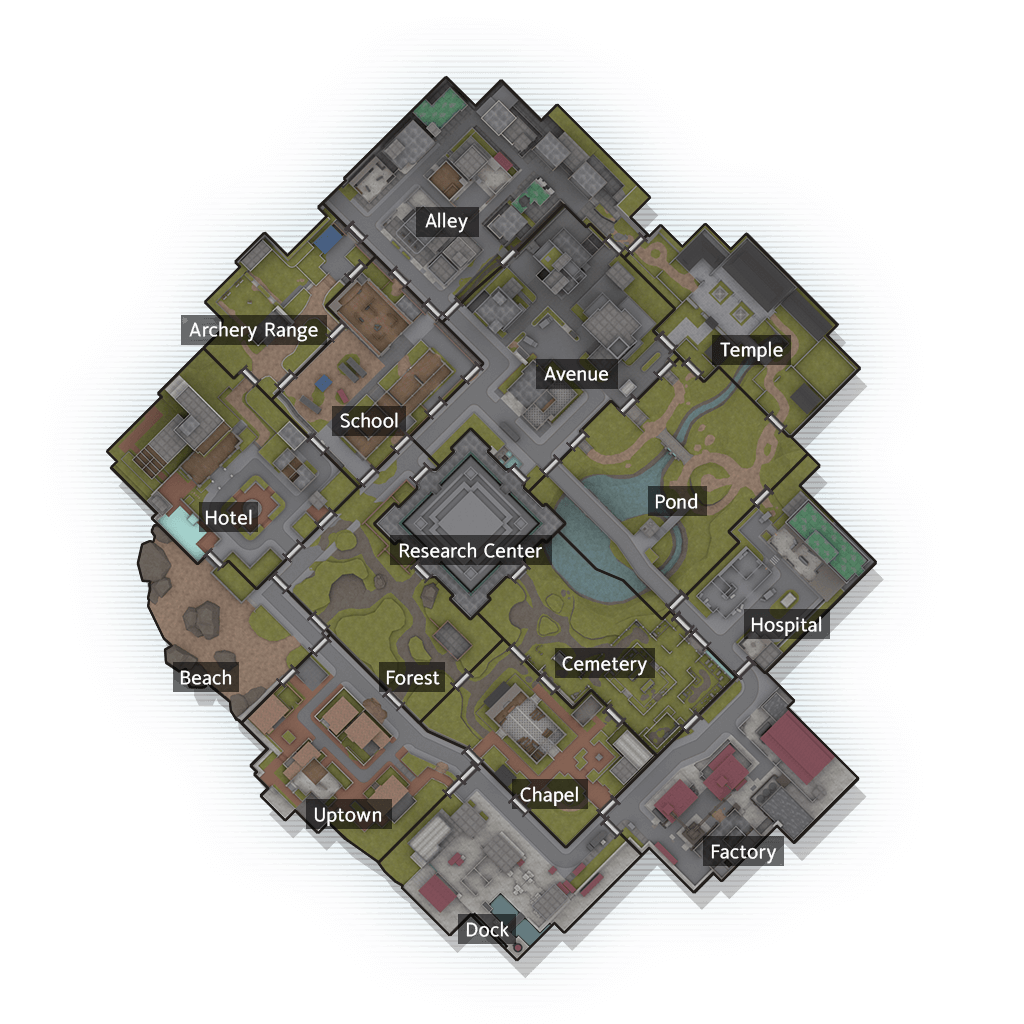 Alley
Archery Range
Temple
Avenue
School
Pond
Hotel
Research Center
Hospital
Cemetery
Beach
Forest
Chapel
Uptown
Factory
Dock